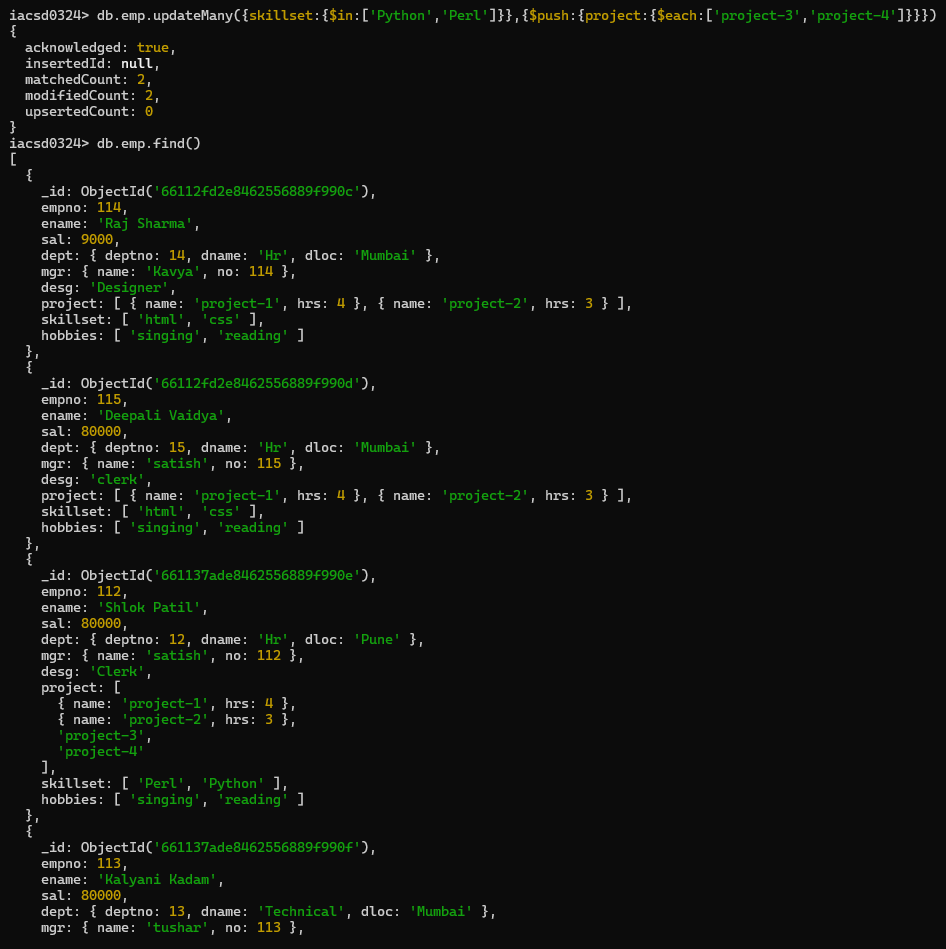 iacsd0324> db.emp.updateMany({skillset:{$in:['Python','Perl']}},{$push:{project:{$each:['project-3','project-4']}}})
{
  acknowledged: true,
  insertedId: null,
  matchedCount: 2,
  modifiedCount: 2,
  upsertedCount: 0
}
iacsd0324> db.emp.find()
[
  {
    _id: ObjectId('66112fd2e8462556889f990c'),
    empno: 114,
    ename: 'Raj Sharma',
    sal: 9000,
    dept: { deptno: 14, dname: 'Hr', dloc: 'Mumbai' },
    mgr: { name: 'Kavya', no: 114 },
    desg: 'Designer',
    project: [ { name: 'project-1', hrs: 4 }, { name: 'project-2', hrs: 3 } ],
    skillset: [ 'html', 'css' ],
    hobbies: [ 'singing', 'reading' ]
  },
  {
    _id: ObjectId('66112fd2e8462556889f990d'),
    empno: 115,
    ename: 'Deepali Vaidya',
    sal: 80000,
    dept: { deptno: 15, dname: 'Hr', dloc: 'Mumbai' },
    mgr: { name: 'satish', no: 115 },
    desg: 'clerk',
    project: [ { name: 'project-1', hrs: 4 }, { name: 'project-2', hrs: 3 } ],
    skillset: [ 'html', 'css' ],
    hobbies: [ 'singing', 'reading' ]
  },
  {
    _id: ObjectId('661137ade8462556889f990e'),
    empno: 112,
    ename: 'Shlok Patil',
    sal: 80000,
    dept: { deptno: 12, dname: 'Hr', dloc: 'Pune' },
    mgr: { name: 'satish', no: 112 },
    desg: 'Clerk',
    project: [
      { name: 'project-1', hrs: 4 },
      { name: 'project-2', hrs: 3 },
      'project-3',
      'project-4'
    ],
    skillset: [ 'Perl', 'Python' ],
    hobbies: [ 'singing', 'reading' ]
  },
  {
    _id: ObjectId('661137ade8462556889f990f'),
    empno: 113,
    ename: 'Kalyani Kadam',
    sal: 80000,
    dept: { deptno: 13, dname: 'Technical', dloc: 'Mumbai' },
    mgr: { name: 'tushar', no: 113 },